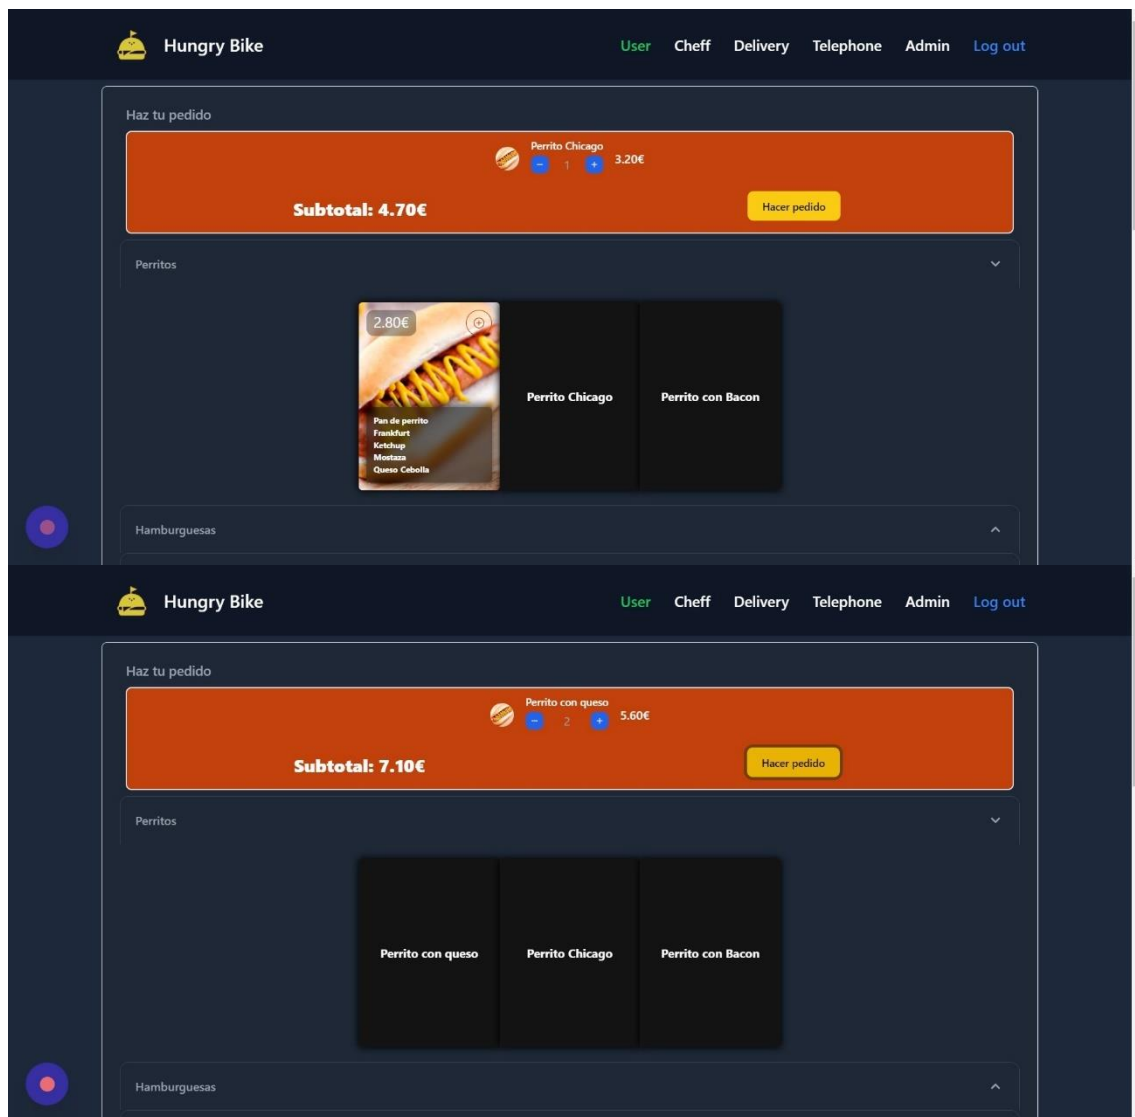 Hungry Bike User Cheff Delivery Telephone Admin Log out
Haz tu pedido
Perrito Chicago
− 1 + 3.20€
Subtotal: 4.70€ Hacer pedido
Perritos
2.80€
Pan de perrito
Frankfurt
Ketchup
Mostaza
Queso Cebolla
Perrito Chicago
Perrito con Bacon
Hamburguesas
Hungry Bike User Cheff Delivery Telephone Admin Log out
Haz tu pedido
Perrito con queso
− 2 + 5.60€
Subtotal: 7.10€ Hacer pedido
Perritos
Perrito con queso
Perrito Chicago
Perrito con Bacon
Hamburguesas